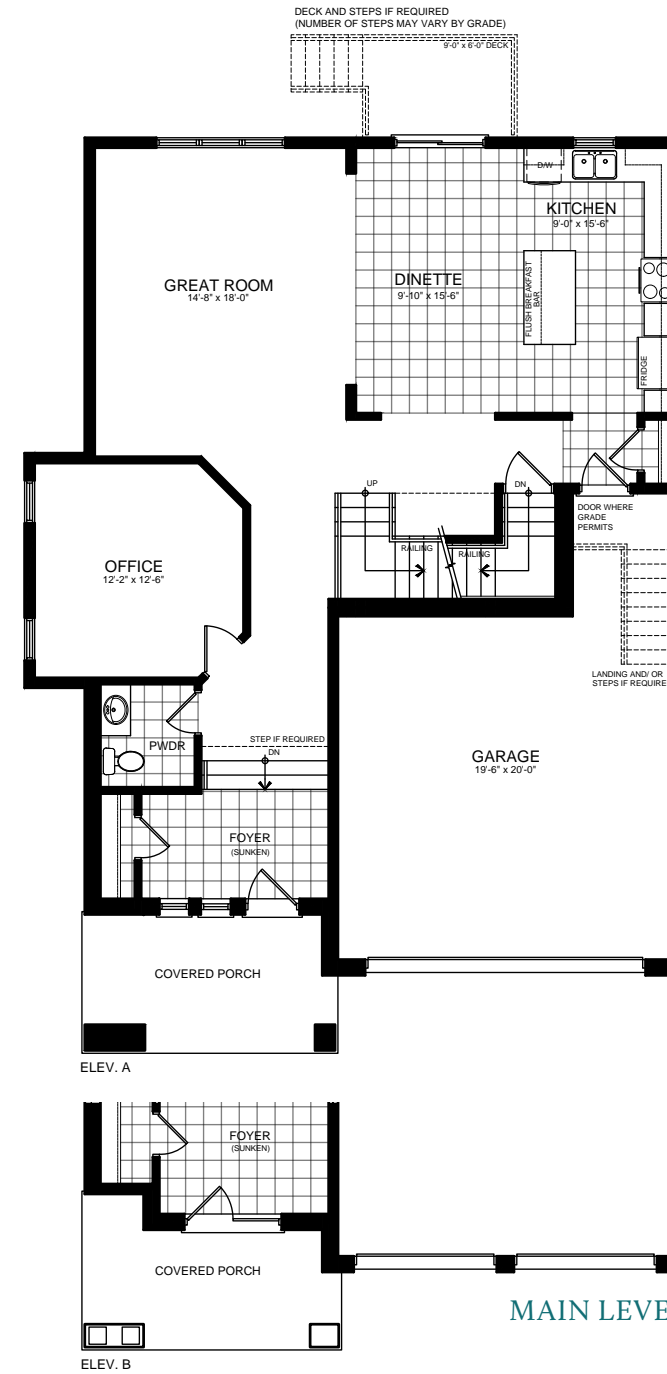 DECK AND STEPS IF REQUIRED
(NUMBER OF STEPS MAY VARY BY GRADE)
9'-0" x 6'-0" DECK
D/W
KITCHEN
9'-0" x 15'-6"
GREAT ROOM
14'-8" x 18'-0"
DINETTE
9'-10" x 15'-6"
FLUSH BREAKFAST
BAR
FRIDGE
UP
DN
DOOR WHERE
GRADE
PERMITS
RAILING
RAILING
OFFICE
12'-2" x 12'-6"
LANDING AND/ OR
STEPS IF REQUIRE
STEP IF REQUIRED
DN
PWDR
GARAGE
19'-6" x 20'-0"
FOYER
(SUNKEN)
COVERED PORCH
ELEV. A
FOYER
(SUNKEN)
COVERED PORCH
MAIN LEVE
ELEV. B